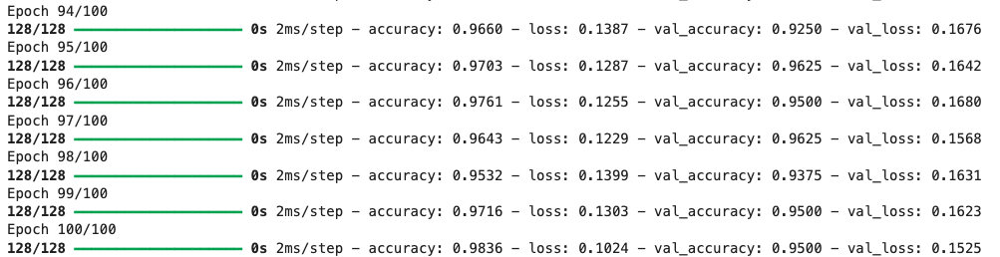 Epoch 94/100
128/128 ━━━━━━━━━━━━━━━━━━━━ 0s 2ms/step - accuracy: 0.9660 - loss: 0.1387 - val_accuracy: 0.9250 - val_loss: 0.1676
Epoch 95/100
128/128 ━━━━━━━━━━━━━━━━━━━━ 0s 2ms/step - accuracy: 0.9703 - loss: 0.1287 - val_accuracy: 0.9625 - val_loss: 0.1642
Epoch 96/100
128/128 ━━━━━━━━━━━━━━━━━━━━ 0s 2ms/step - accuracy: 0.9761 - loss: 0.1255 - val_accuracy: 0.9500 - val_loss: 0.1680
Epoch 97/100
128/128 ━━━━━━━━━━━━━━━━━━━━ 0s 2ms/step - accuracy: 0.9643 - loss: 0.1229 - val_accuracy: 0.9625 - val_loss: 0.1568
Epoch 98/100
128/128 ━━━━━━━━━━━━━━━━━━━━ 0s 2ms/step - accuracy: 0.9532 - loss: 0.1399 - val_accuracy: 0.9375 - val_loss: 0.1631
Epoch 99/100
128/128 ━━━━━━━━━━━━━━━━━━━━ 0s 2ms/step - accuracy: 0.9716 - loss: 0.1303 - val_accuracy: 0.9500 - val_loss: 0.1623
Epoch 100/100
128/128 ━━━━━━━━━━━━━━━━━━━━ 0s 2ms/step - accuracy: 0.9836 - loss: 0.1024 - val_accuracy: 0.9500 - val_loss: 0.1525